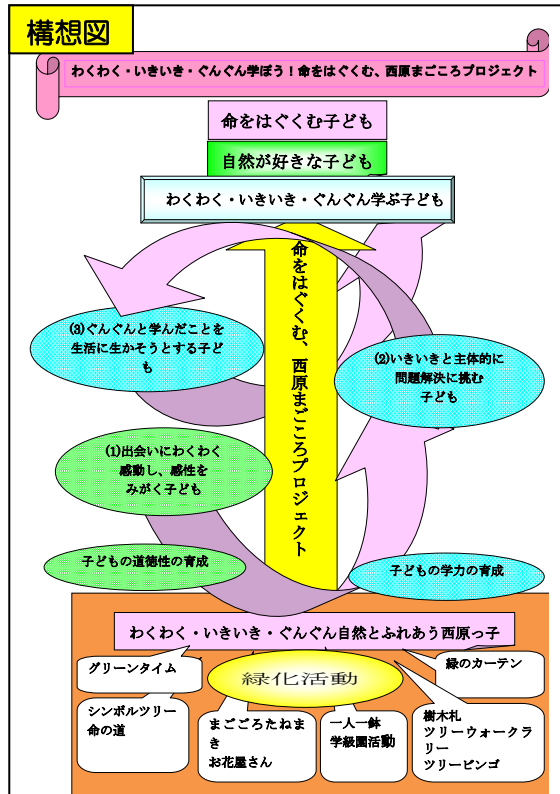 構想図
わくわく・いきいき・ぐんぐん学ぼう！命をはぐくむ、西原まごころプロジェクト
命をはぐくむ子ども
自然が好きな子ども
わくわく・いきいき・ぐんぐん学ぶ子ども
命をはぐくむ、西原まごころプロジェクト
(3)ぐんぐんと学んだことを
生活に生かそうとする子ど
も
(2)いきいきと主体的に
問題解決に挑む
子ども
(1)出会いにわくわく
感動し、感性を
みがく子ども
子どもの道徳性の育成
子どもの学力の育成
わくわく・いきいき・ぐんぐん自然とふれあう西原っ子
グリーンタイム
緑化活動
緑のカーテン
シンボルツリー
命の道
まごごろたねま
き
お花屋さん
一人一鉢
学級園活動
樹木札
ツリーウォークラ
リー
ツリービンゴ